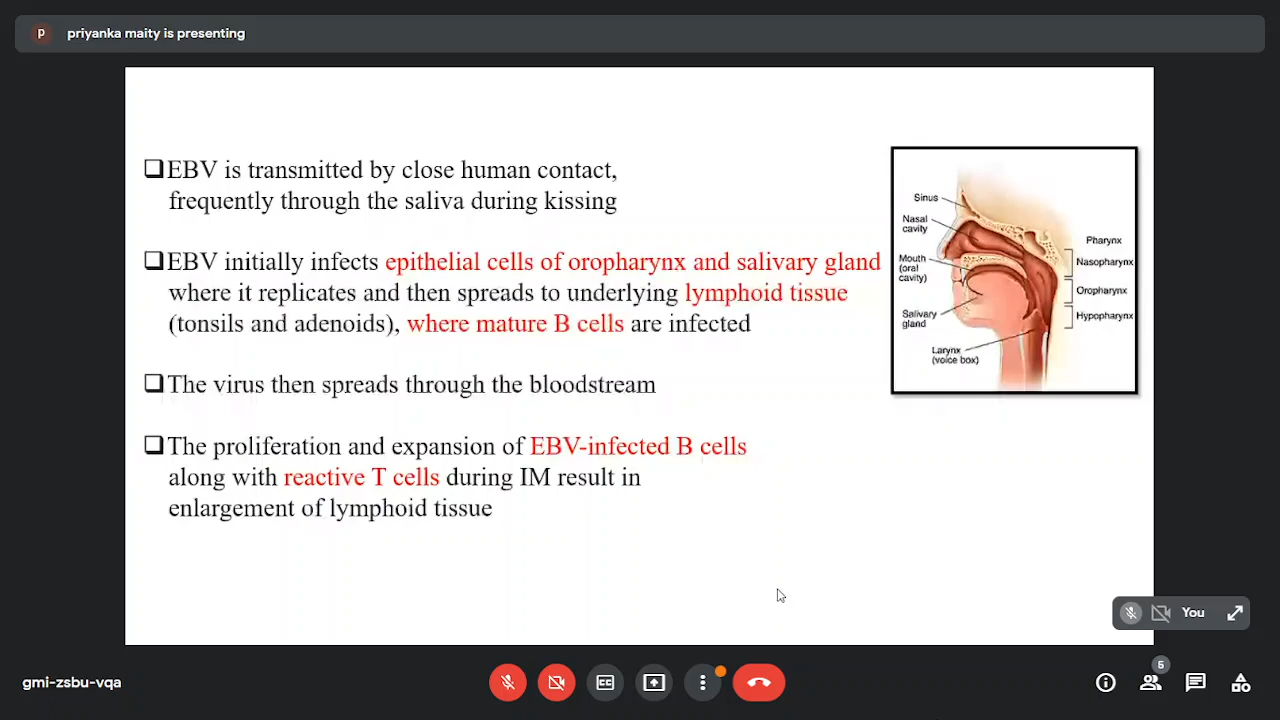 P priyanka maity is presenting
❑EBV is transmitted by close human contact,
frequently through the saliva during kissing
❑EBV initially infects epithelial cells of oropharynx and salivary gland
where it replicates and then spreads to underlying lymphoid tissue
(tonsils and adenoids), where mature B cells are infected
❑The virus then spreads through the bloodstream
❑The proliferation and expansion of EBV-infected B cells
along with reactive T cells during IM result in
enlargement of lymphoid tissue
Sinus
Nasal
cavity
Mouth
(oral
cavity)
Salivary
gland
Larynx
(voice box)
Pharynx
Nasopharynx
Oropharynx
Hypopharynx
You
gmi-zsbu-vqa
CC
5